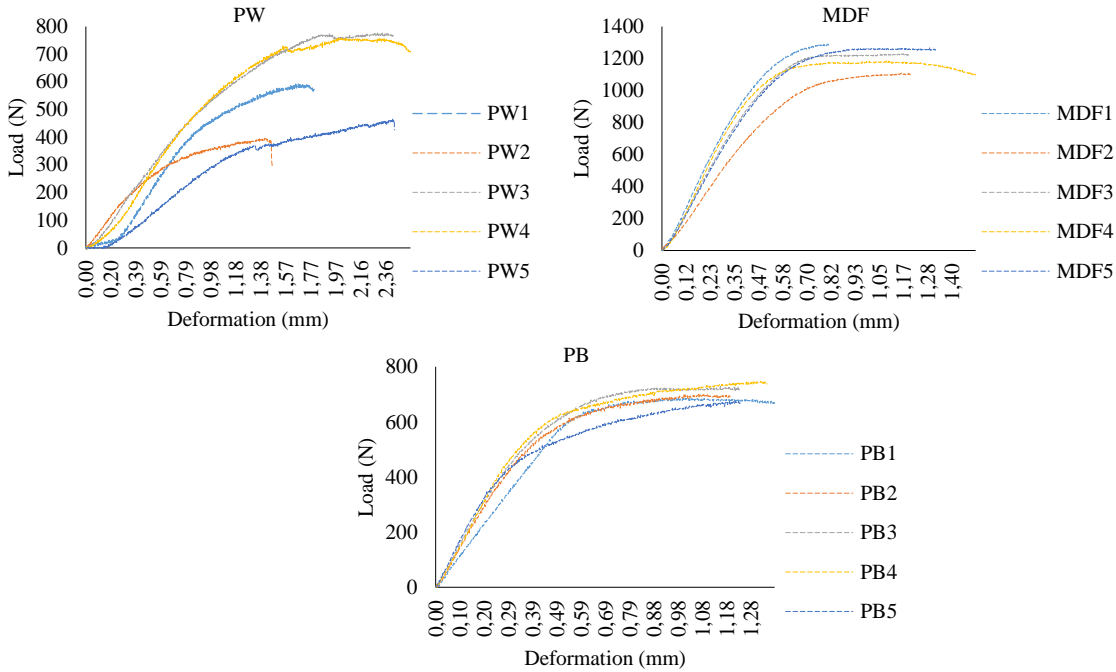 PW
800
700
600
500
400
300
200
100
0
Load (N)
0,00
0,20
0,39
0,59
0,79
0,98
1,18
1,38
1,57
1,77
1,97
2,16
2,36
Deformation (mm)
PW1
PW2
PW3
PW4
PW5
MDF
1400
1200
1000
800
600
400
200
0
Load (N)
0,00
0,12
0,23
0,35
0,47
0,58
0,70
0,82
0,93
1,05
1,17
1,28
1,40
Deformation (mm)
MDF1
MDF2
MDF3
MDF4
MDF5
PB
800
600
400
200
0
Load (N)
0,00
0,10
0,20
0,29
0,39
0,49
0,59
0,69
0,79
0,88
0,98
1,08
1,18
1,28
Deformation (mm)
PB1
PB2
PB3
PB4
PB5